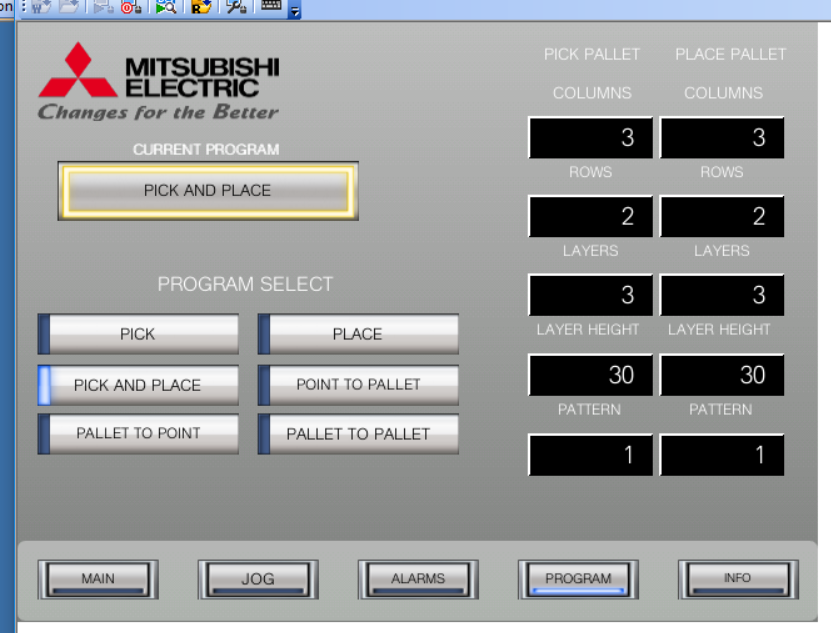 on
MITSUBISHI
ELECTRIC
Changes for the Better
CURRENT PROGRAM
PICK AND PLACE
PROGRAM SELECT
PICK
PLACE
PICK AND PLACE
POINT TO PALLET
PALLET TO POINT
PALLET TO PALLET
PICK PALLET PLACE PALLET
COLUMNS COLUMNS
3 3
ROWS ROWS
2 2
LAYERS LAYERS
3 3
LAYER HEIGHT LAYER HEIGHT
30 30
PATTERN PATTERN
1 1
MAIN JOG ALARMS PROGRAM INFO